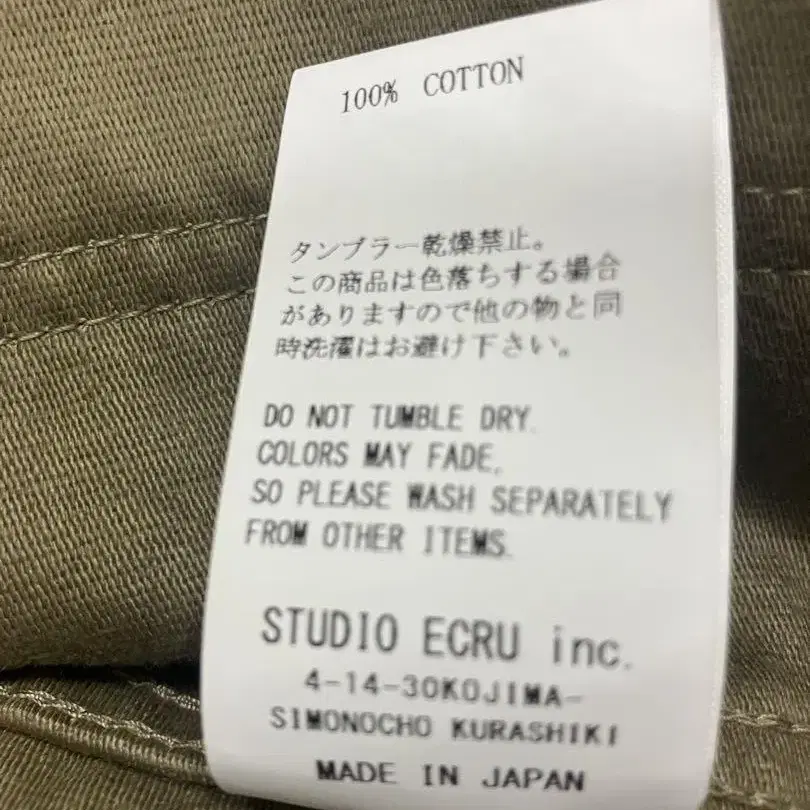 100% COTTON
タンブラー乾燥禁止。
この商品は色落ちする場合
がありますので他の物と同
時洗濯はお避け下さい。
DO NOT TUMBLE DRY.
COLORS MAY FADE,
SO PLEASE WASH SEPARATELY
FROM OTHER ITEMS.
STUDIO ECRU inc.
4-14-30KOJIMA-
SIMONOCHO KURASHIKI
MADE IN JAPAN